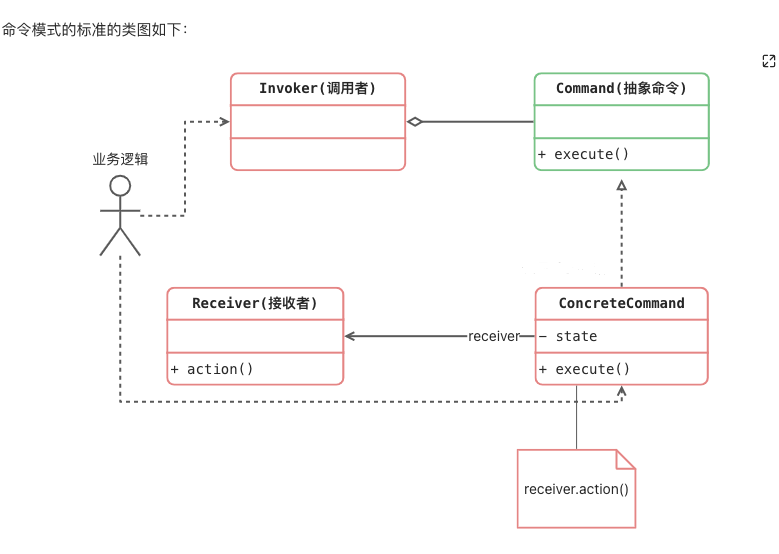 命令模式的标准的类图如下：
Invoker(调用者)
Command(抽象命令)
+ execute()
业务逻辑
Receiver(接收者)
+ action()
receiver
ConcreteCommand
− state
+ execute()
receiver.action()